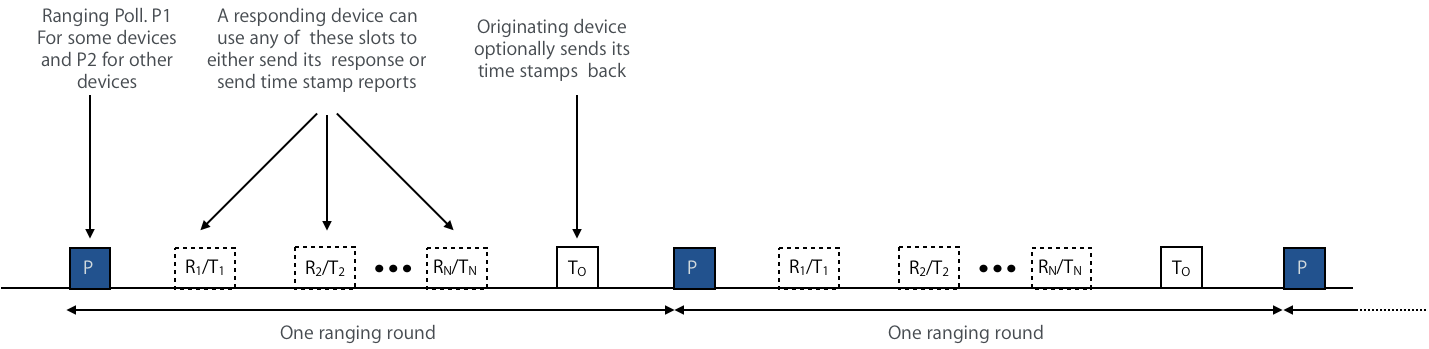 Ranging Poll. P1
For some devices
and P2 for other
devices
A responding device can
use any of  these slots to
either send its  response or
send time stamp reports
Originating device
optionally sends its
time stamps  back
P
R1/T1
R2/T2
RN/TN
TO
P
R1/T1
R2/T2
RN/TN
TO
P
One ranging round
One ranging round